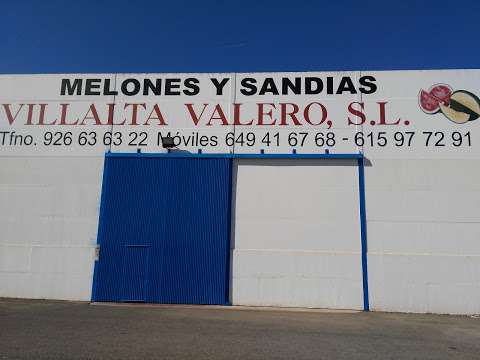 MELONES Y SANDIAS
VILLALTA VALERO, S.L.
Tfno. 926 63 63 22 Móviles 649 41 67 68 - 615 97 72 91